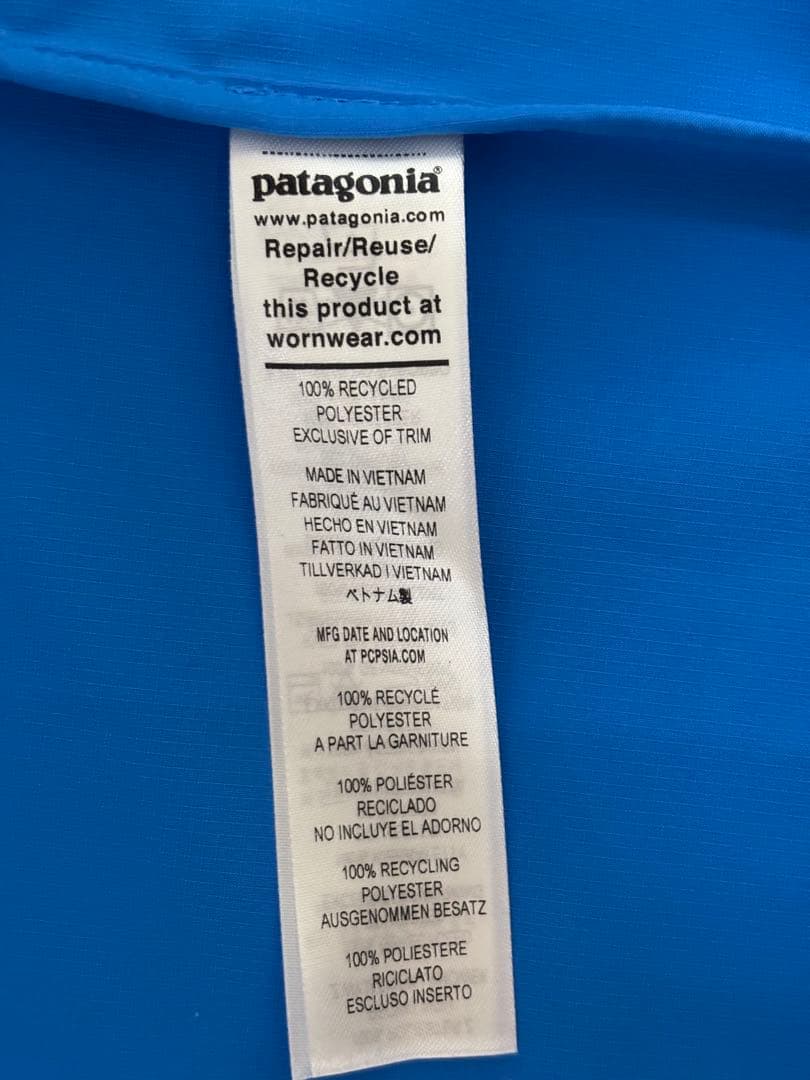 patagonia®
www.patagonia.com
Repair/Reuse/
Recycle
this product at
wornwear.com
100% RECYCLED
POLYESTER
EXCLUSIVE OF TRIM
MADE IN VIETNAM
FABRIQUÉ AU VIETNAM
HECHO EN VIETNAM
FATTO IN VIETNAM
TILLVERKAD I VIETNAM
ベトナム製
MFG DATE AND LOCATION
AT PCPSIA.COM
100% RECYCLÉ
POLYESTER
A PART LA GARNITURE
100% POLIÉSTER
RECICLADO
NO INCLUYE EL ADORNO
100% RECYCLING
POLYESTER
AUSGENOMMEN BESATZ
100% POLIESTERE
RICICLATO
ESCLUSO INSERTO